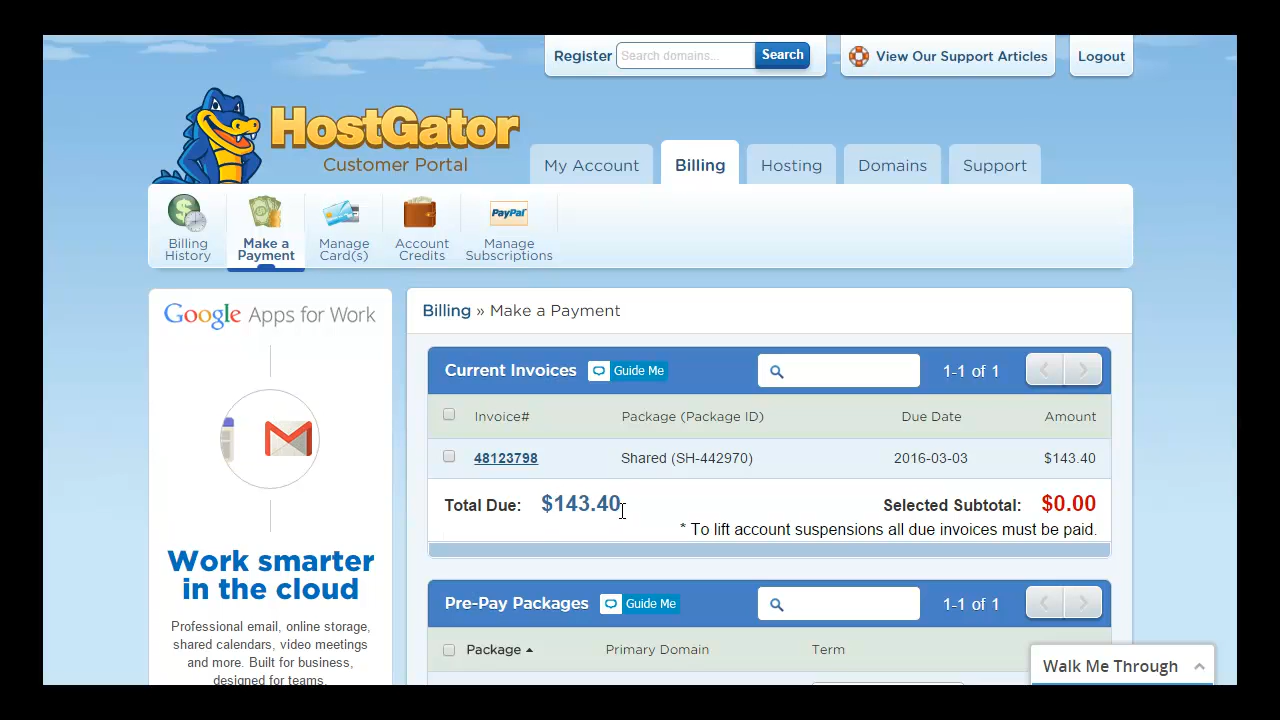 Register Search domains... Search View Our Support Articles Logout
HostGator
Customer Portal
My Account Billing Hosting Domains Support
Billing History Make a Payment Manage Card(s) Account Credits PayPal Manage Subscriptions
Google Apps for Work
Work smarter
in the cloud
Professional email, online storage,
shared calendars, video meetings
and more. Built for business,
designed for teams.
Billing » Make a Payment
Current Invoices Guide Me 1-1 of 1
Invoice# Package (Package ID) Due Date Amount
48123798 Shared (SH-442970) 2016-03-03 $143.40
Total Due: $143.40 Selected Subtotal: $0.00
* To lift account suspensions all due invoices must be paid.
Pre-Pay Packages Guide Me 1-1 of 1
Package Primary Domain Term
Walk Me Through